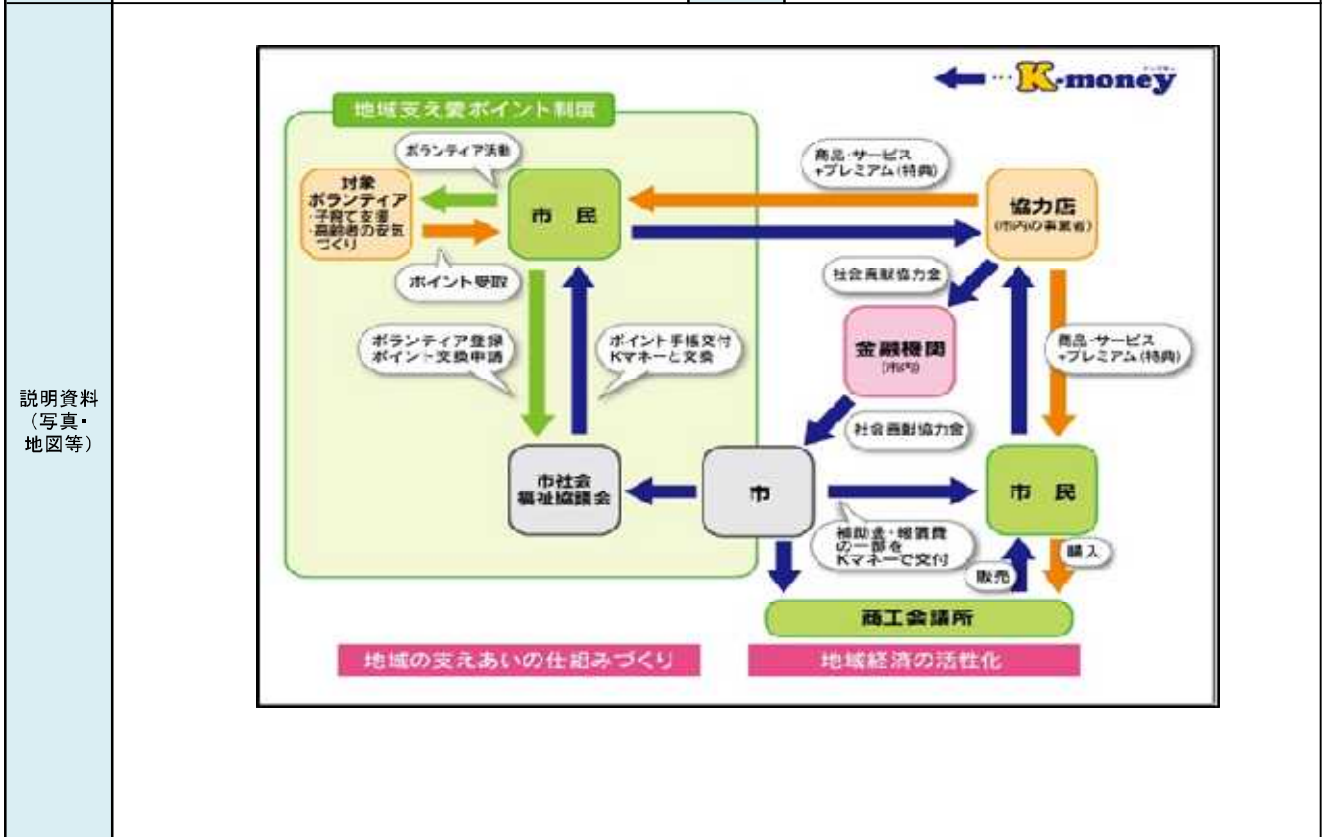 説明資料
(写真・
地図等)
K-money
地域支え愛ポイント制度
ボランティア活動
対象
ボランティア
・子育て支援
・高齢者の安気
づくり
市 民
ポイント受取
商品・サービス
+プレミアム(特典)
協力店
(市内の事業者)
社会貢献協力金
ボランティア登録
ポイント交換申請
ポイント手帳交付
Kマネーと交換
金融機関
(市内)
商品・サービス
+プレミアム(特典)
社会貢献協力金
市社会
福祉協議会
市
市 民
補助金・報償費
の一部を
Kマネーで交付
販売
購入
商工会議所
地域の支えあいの仕組みづくり
地域経済の活性化